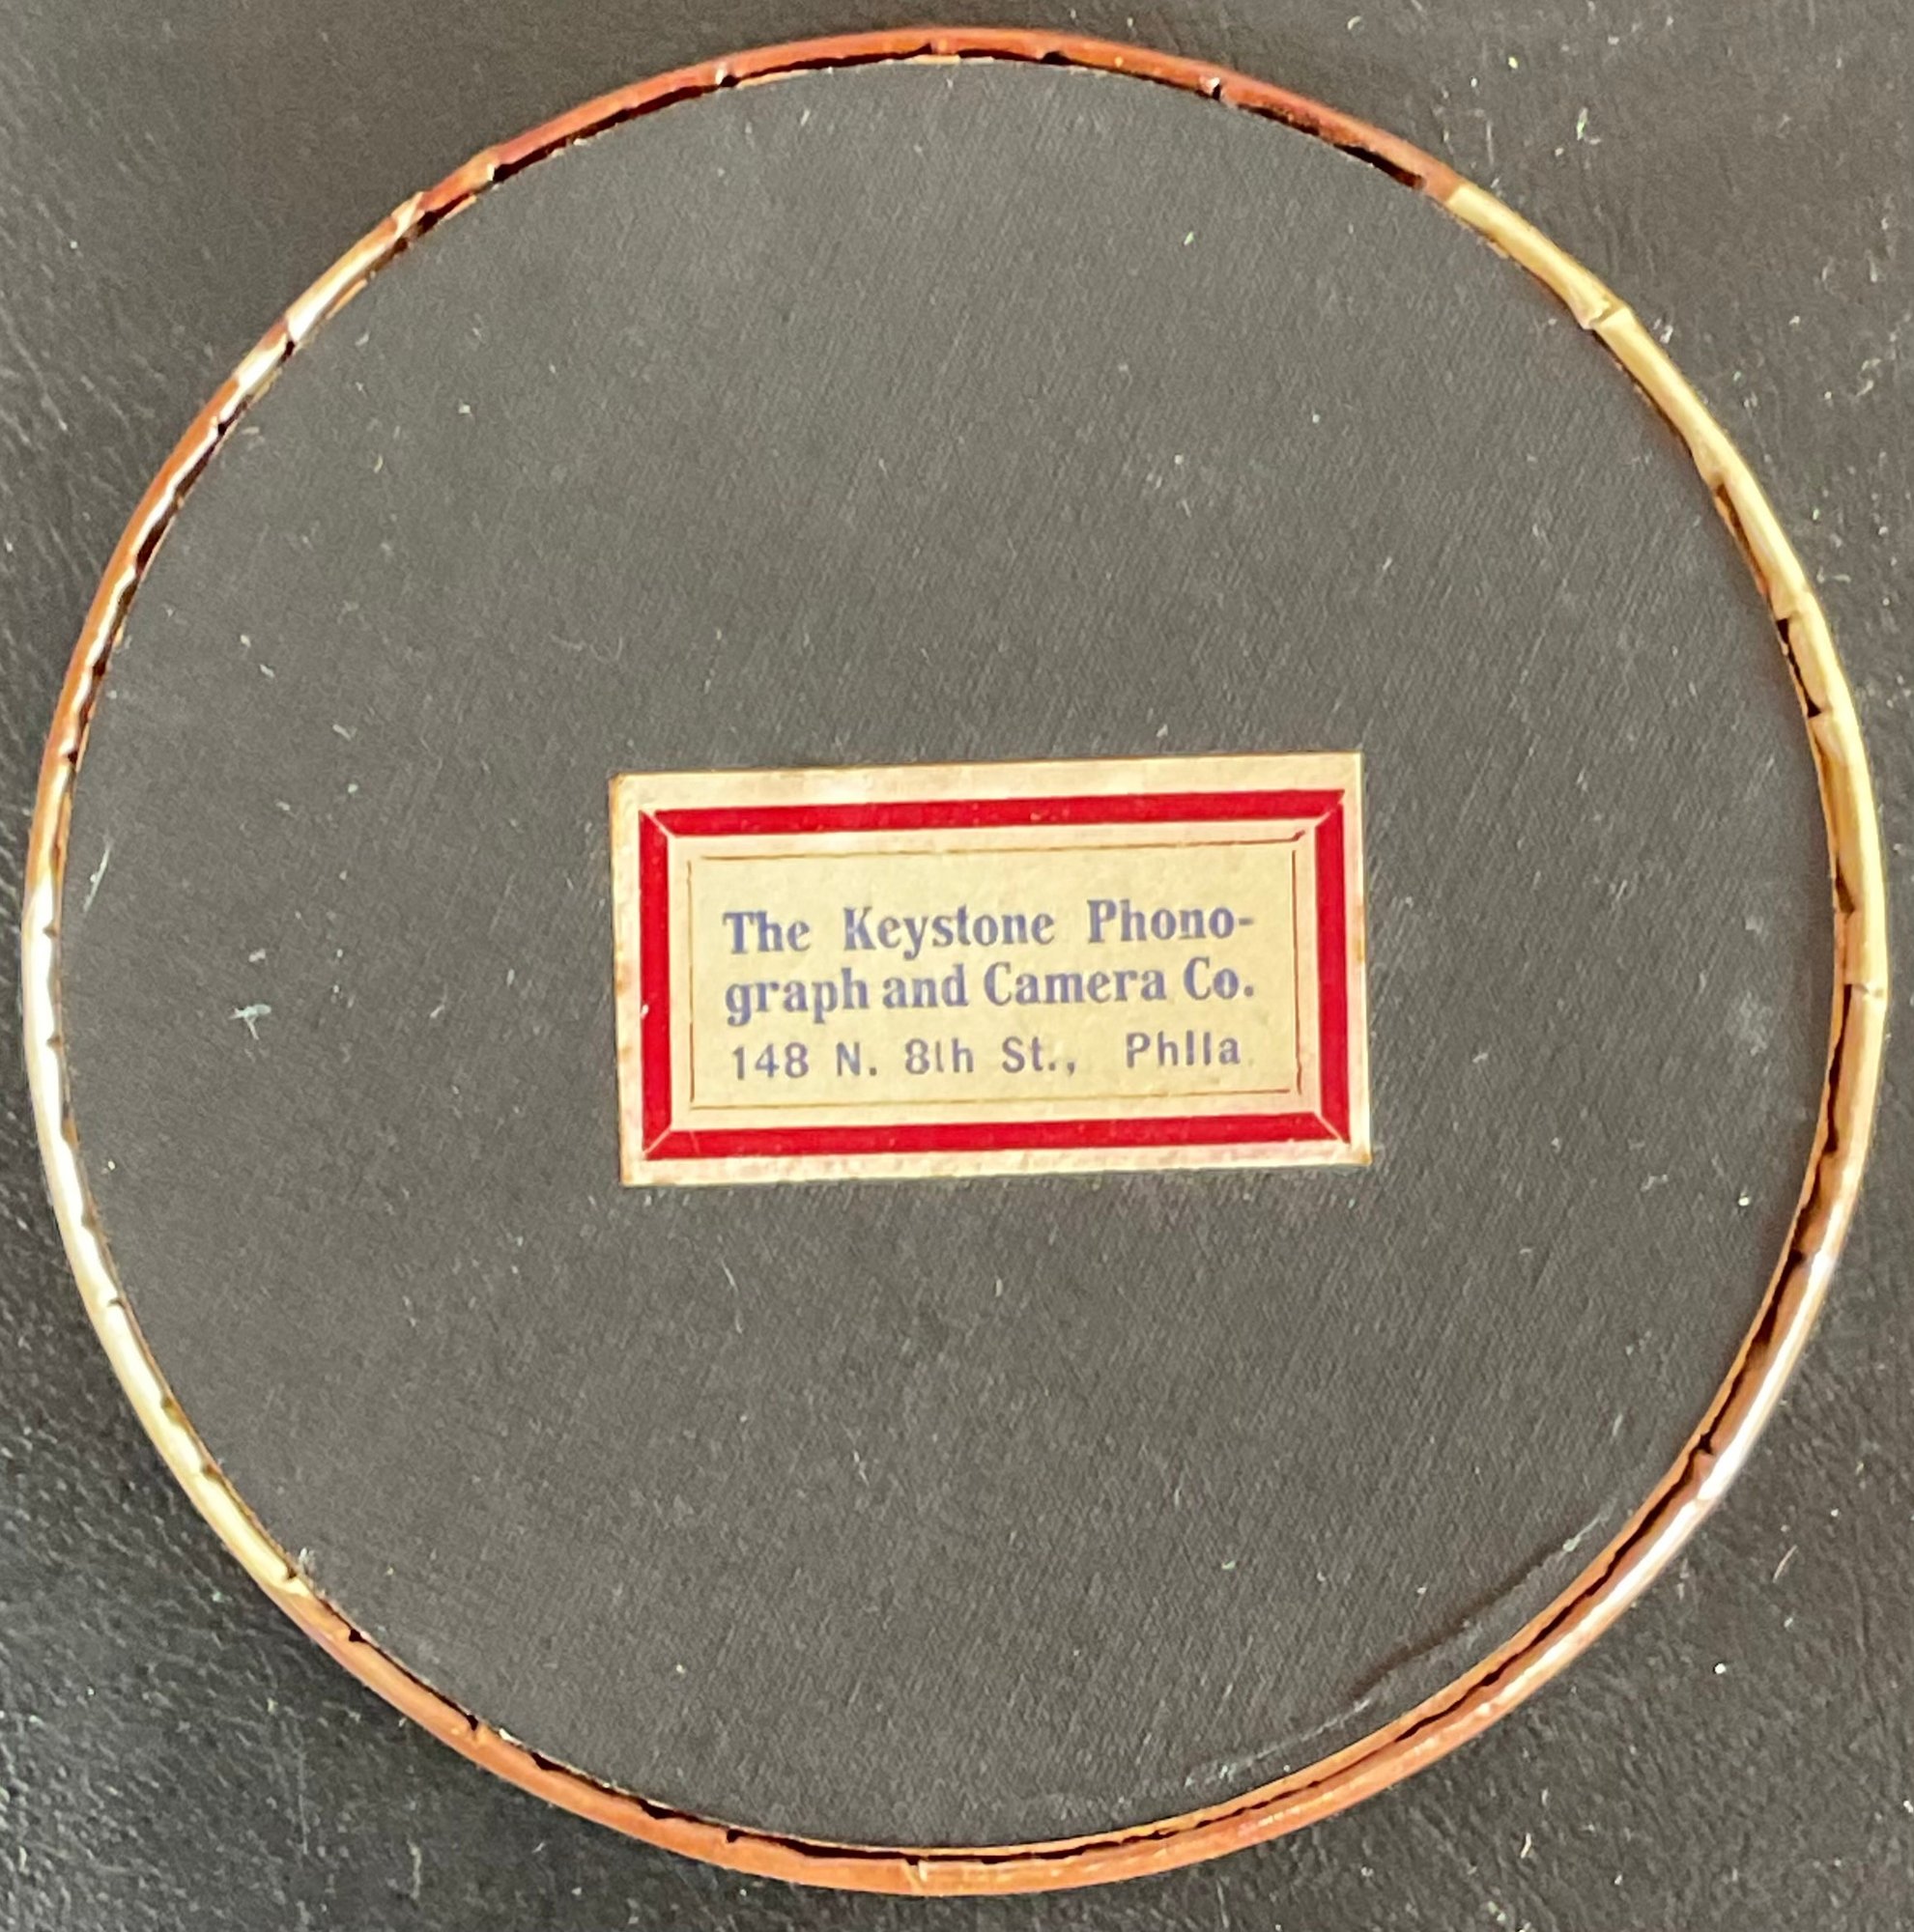 The Keystone Phono-
graph and Camera Co.
148 N. 8th St., Phila.